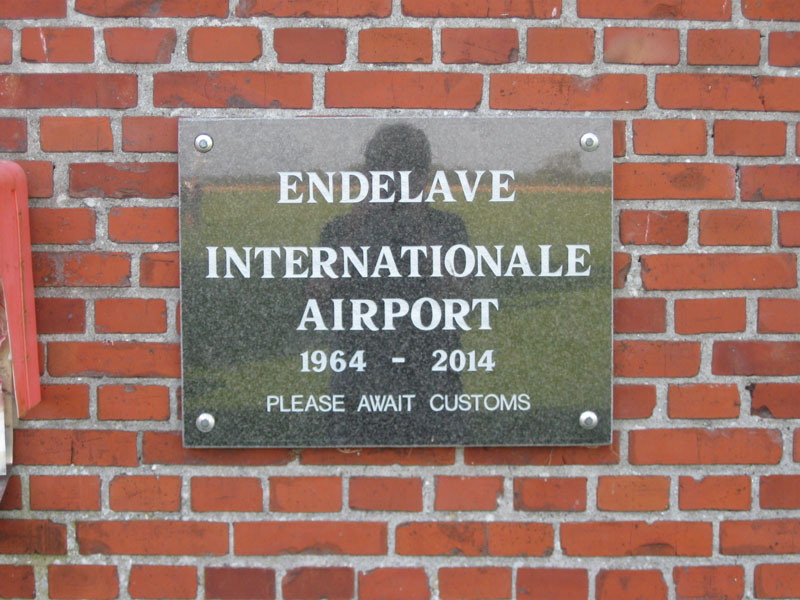 ENDELAVE
INTERNATIONALE
AIRPORT
1964 - 2014
PLEASE AWAIT CUSTOMS